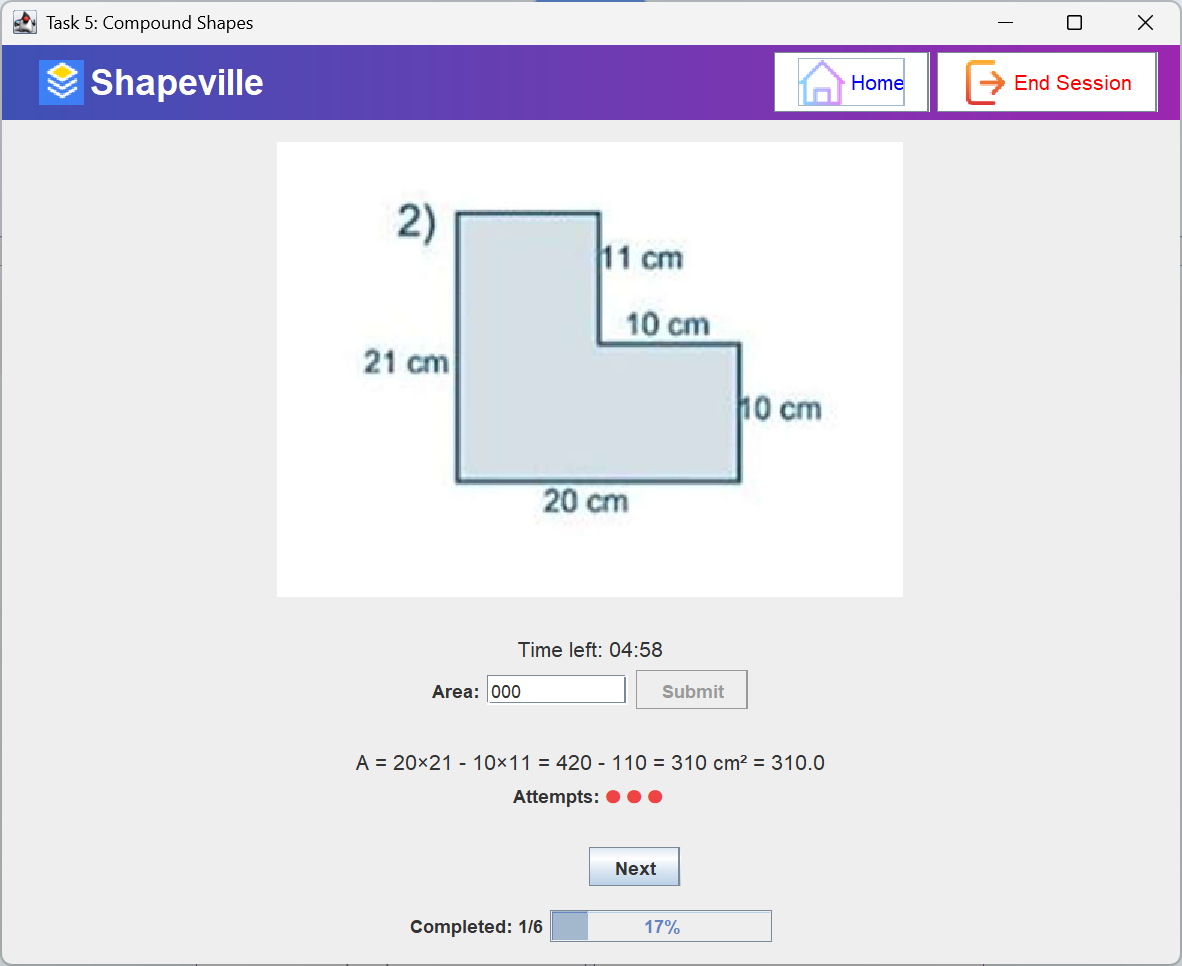 Task 5: Compound Shapes
Shapeville
Home
End Session
2)
11 cm
10 cm
21 cm
10 cm
20 cm
Time left: 04:58
Area: 000 Submit
A = 20×21 - 10×11 = 420 - 110 = 310 cm² = 310.0
Attempts:
Next
Completed: 1/6 17%